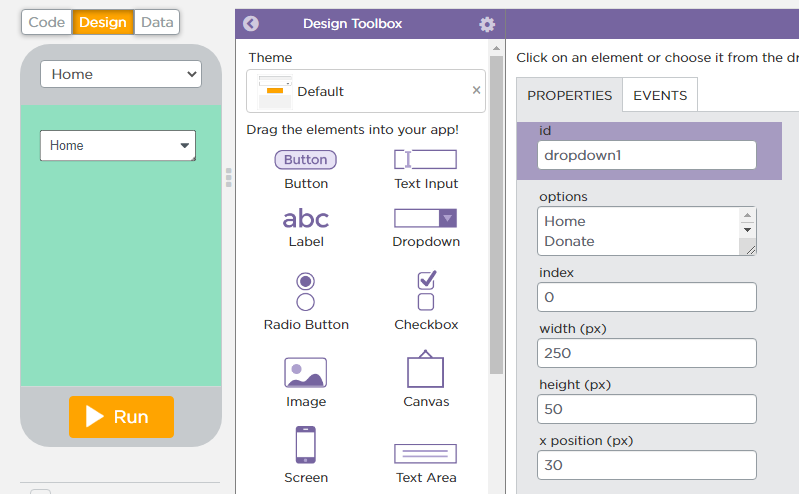 Code Design Data
Home
Home
Run
Design Toolbox
Theme
Default ×
Drag the elements into your app!
Button
Button
Text Input
abc
Label
Dropdown
Radio Button
Checkbox
Image
Canvas
Screen
Text Area
Click on an element or choose it from the dr
PROPERTIES EVENTS
id
dropdown1
options
Home
Donate
index
0
width (px)
250
height (px)
50
x position (px)
30